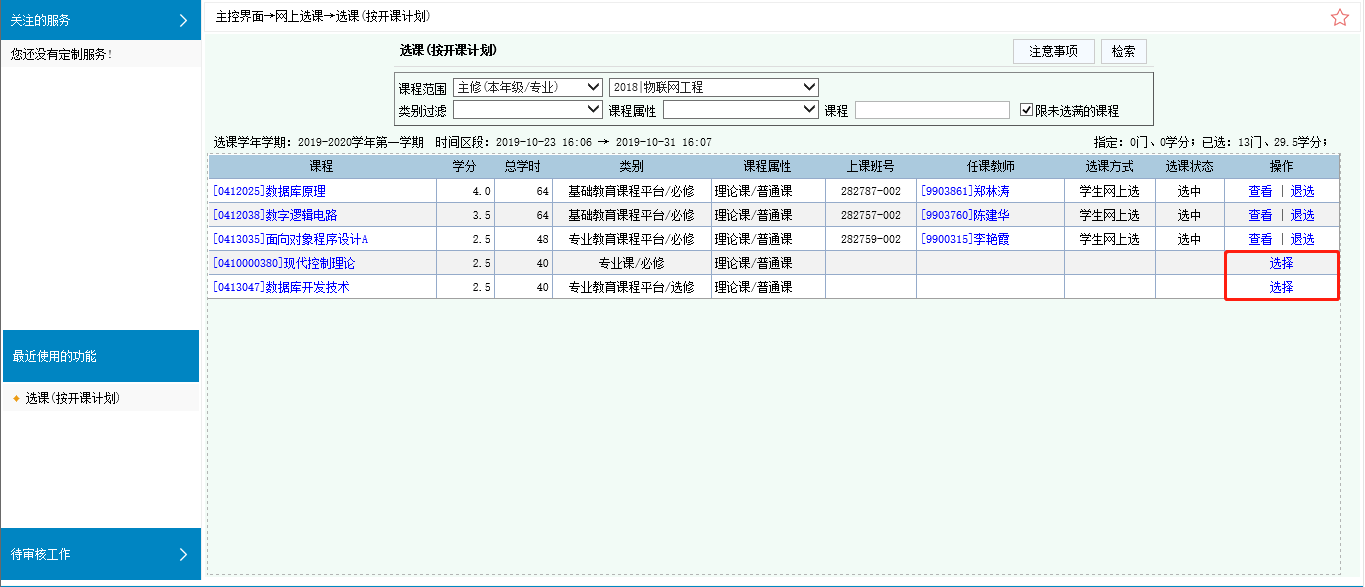 关注的服务
您还没有定制服务!
最近使用的功能
选课(按开课计划)
待审核工作
主控界面→网上选课→选课(按开课计划)
选课(按开课计划)
注意事项 检索
课程范围 主修(本年级/专业) 2018|物联网工程
类别过滤 课程属性 课程 限未选满的课程
选课学年学期：2019-2020学年第一学期 时间区段：2019-10-23 16:06 → 2019-10-31 16:07 指定：0门、0学分；已选：13门、29.5学分；
课程 学分 总学时 类别 课程属性 上课班号 任课教师 选课方式 选课状态 操作
[0412025]数据库原理 4.0 64 基础教育课程平台/必修 理论课/普通课 282787-002 [9903861]郑林涛 学生网上选 选中 查看 | 退选
[0412038]数字逻辑电路 3.5 64 基础教育课程平台/必修 理论课/普通课 282757-002 [9903760]陈建华 学生网上选 选中 查看 | 退选
[0413035]面向对象程序设计A 2.5 48 专业教育课程平台/必修 理论课/普通课 282759-002 [9900315]李艳霞 学生网上选 选中 查看 | 退选
[0410000380]现代控制理论 2.5 40 专业课/必修 理论课/普通课 选择
[0413047]数据库开发技术 2.5 40 专业教育课程平台/选修 理论课/普通课 选择